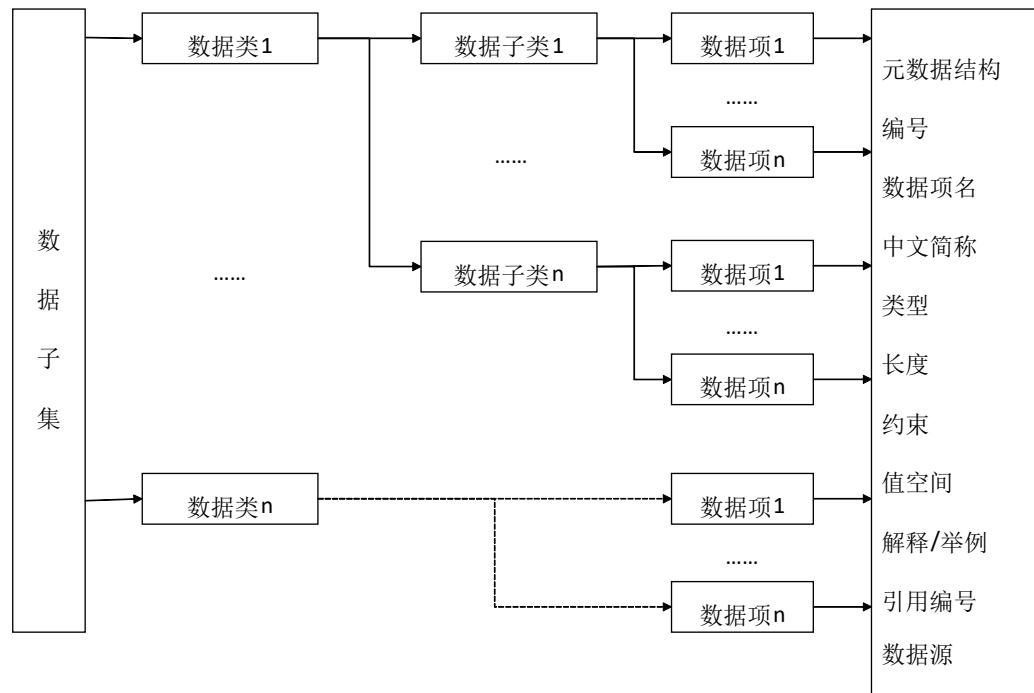 数据子集
数据类1
数据子类1
数据项1
……
数据项n
……
数据子类n
数据项1
……
数据项n
……
数据类n
数据项1
……
数据项n
元数据结构
编号
数据项名
中文简称
类型
长度
约束
值空间
解释/举例
引用编号
数据源